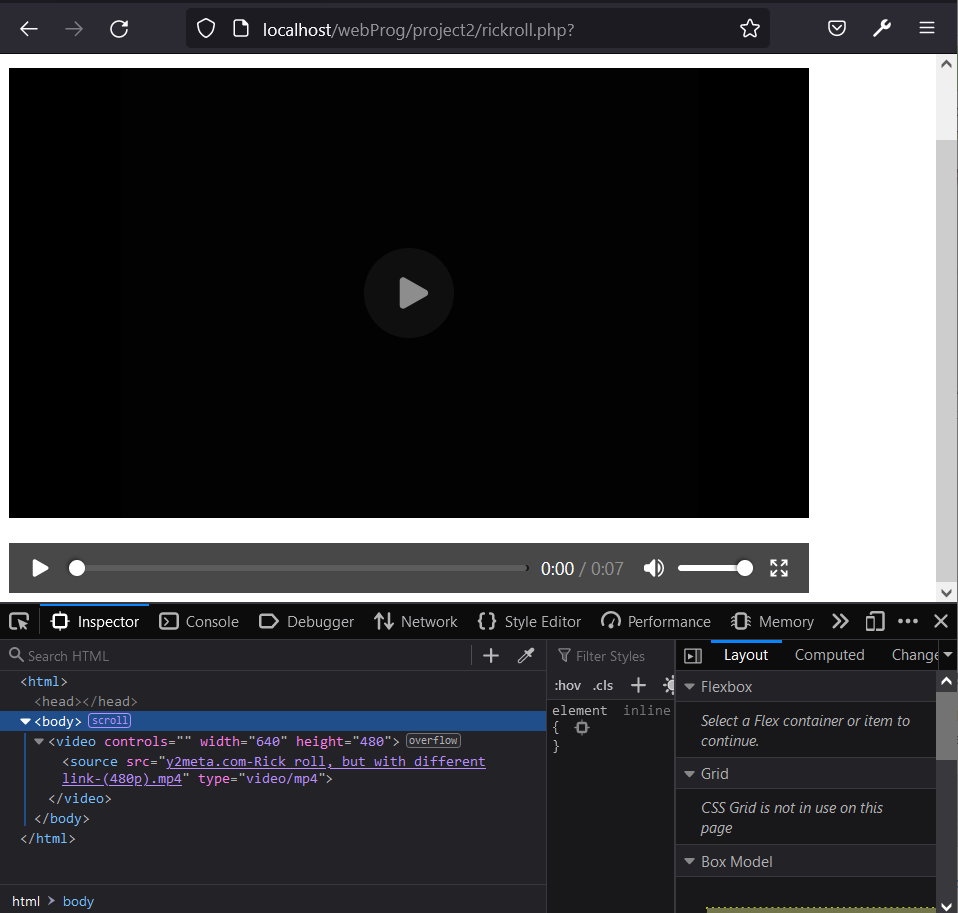 localhost/webProg/project2/rickroll.php?
0:00 / 0:07
Inspector Console Debugger Network Style Editor Performance Memory
Search HTML
Filter Styles
Layout Computed Change
:hov .cls
<html>
<head></head>
<body> scroll
<video controls="" width="640" height="480"> overflow
<source src="y2meta.com-Rick roll, but with different
link-(480p).mp4" type="video/mp4">
</video>
</body>
</html>
element inline
{
}
Flexbox
Select a Flex container or item to
continue.
Grid
CSS Grid is not in use on this
page
Box Model
html > body